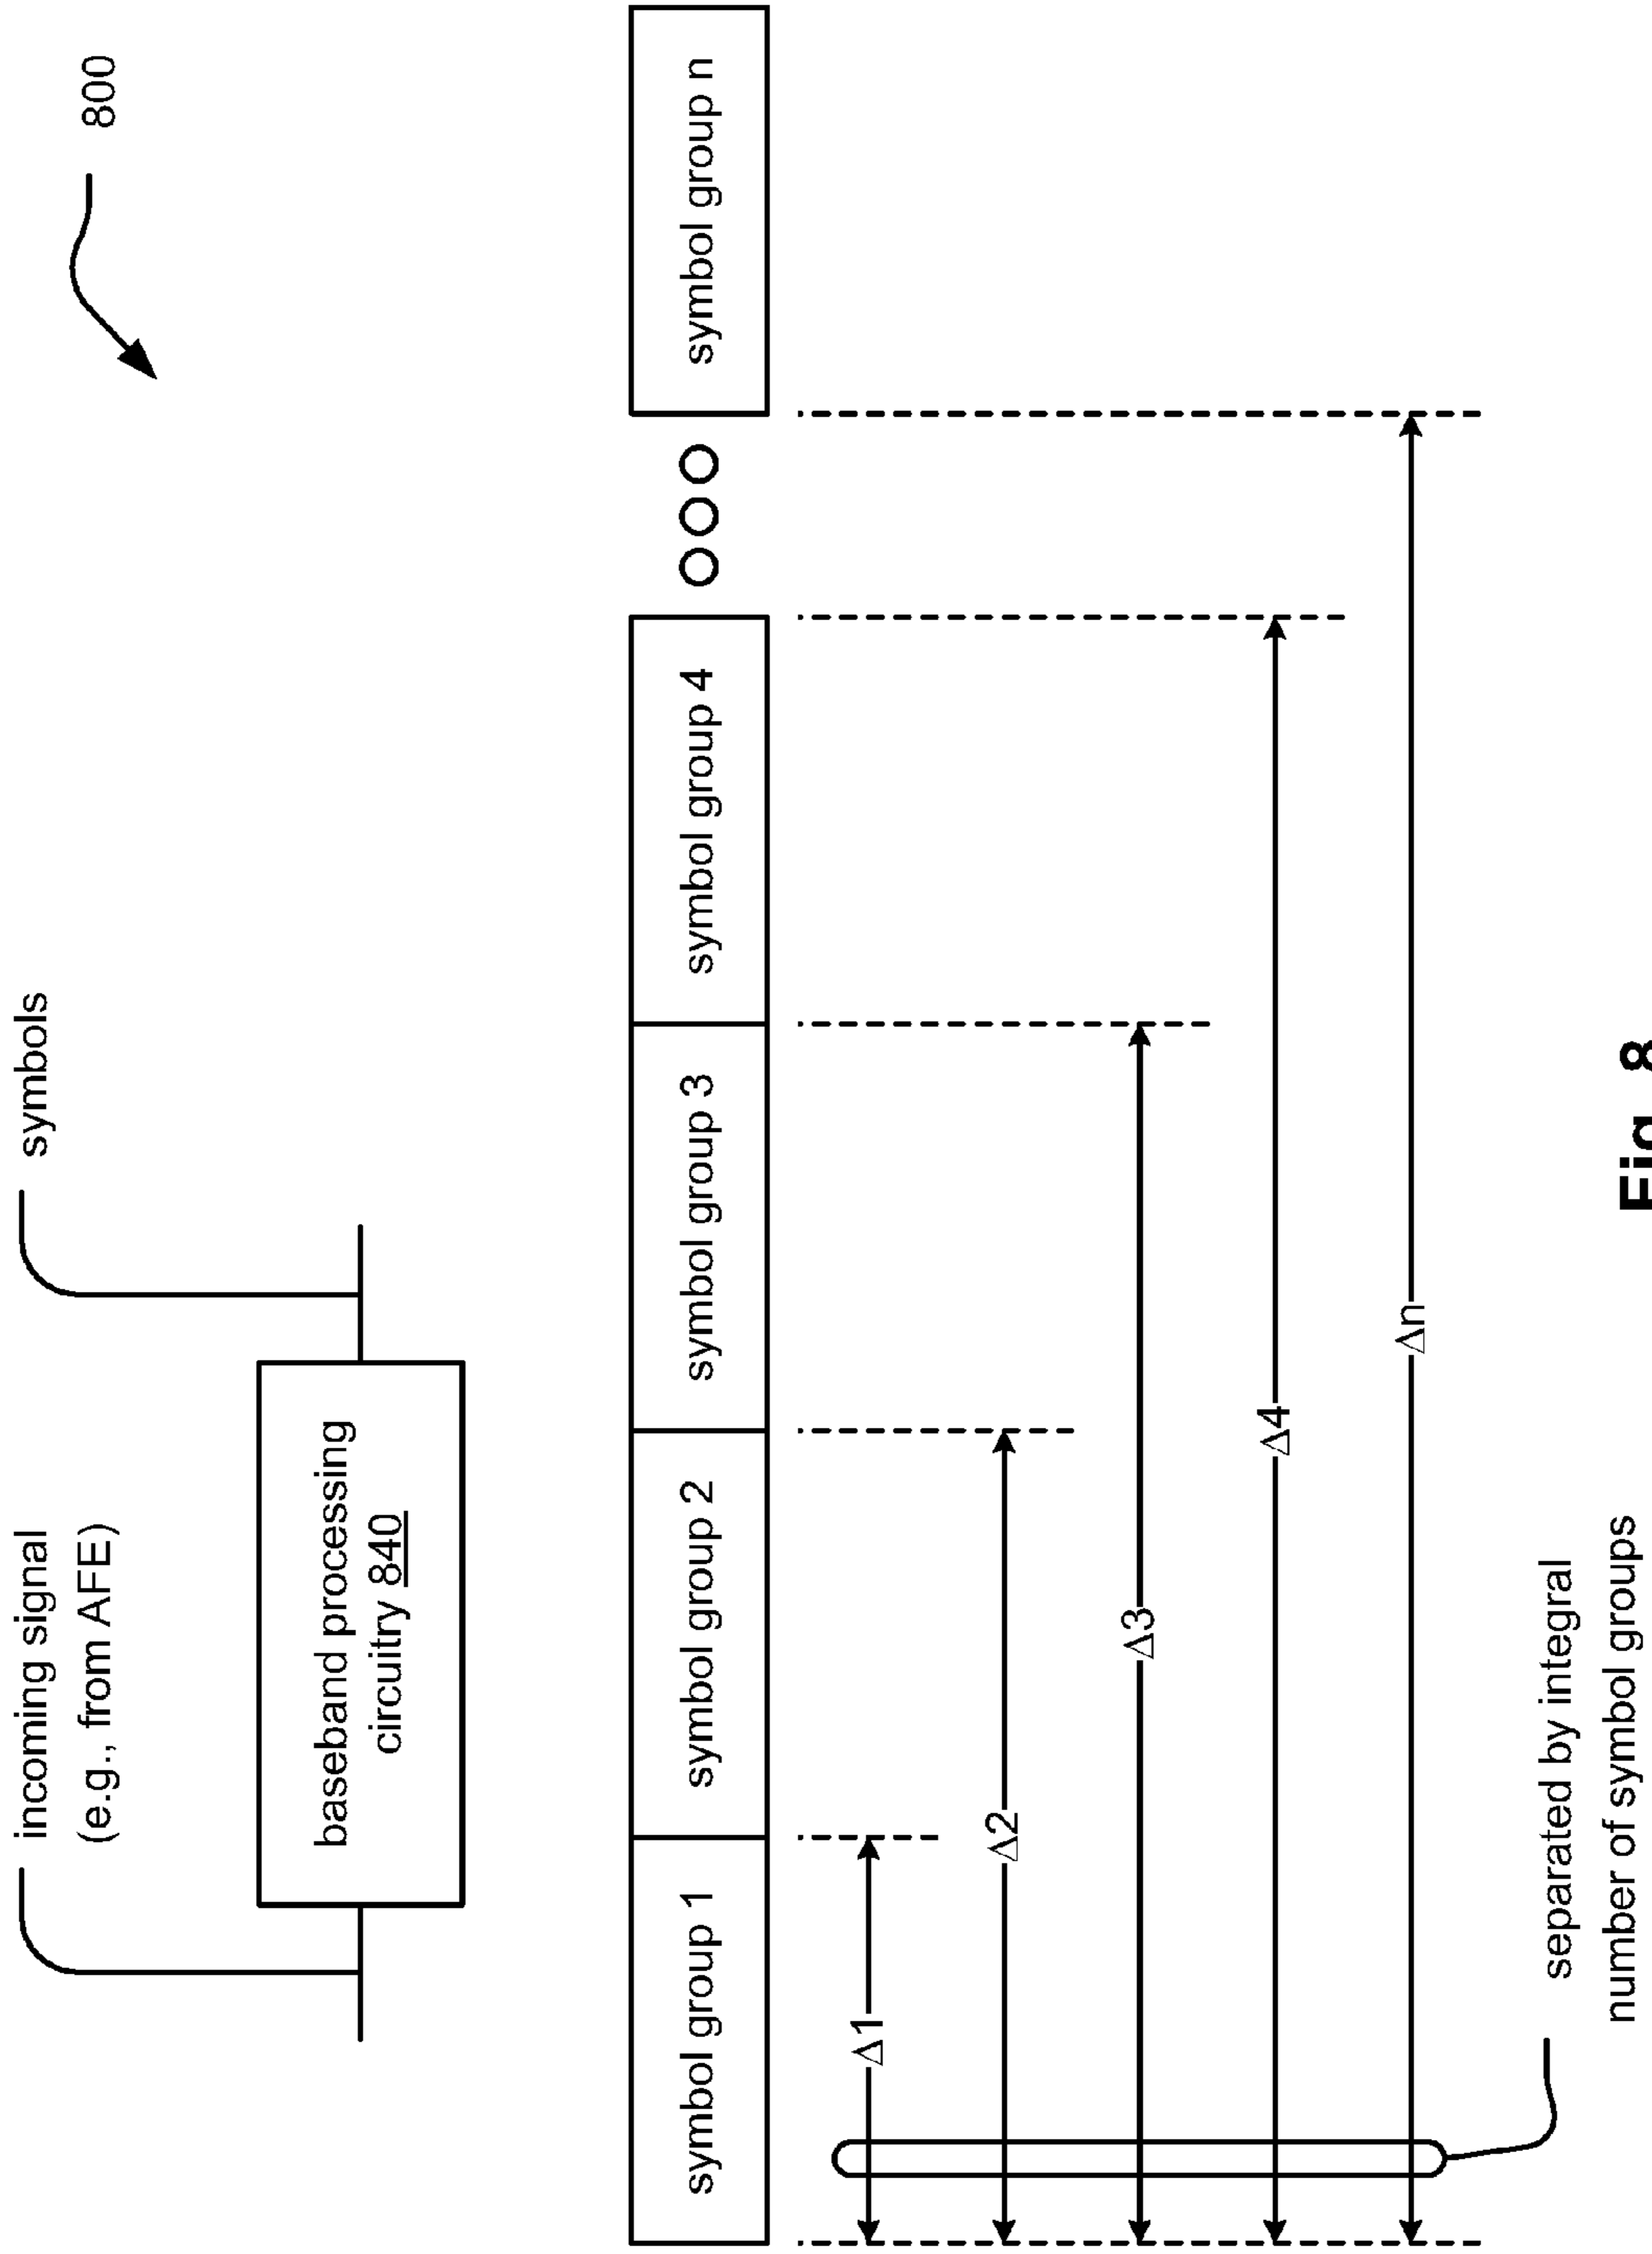 800
incoming signal
(e.g., from AFE)
symbols
baseband processing
circuitry 840
symbol group 1
symbol group 2
symbol group 3
symbol group 4
symbol group n
Δ1
Δ2
Δ3
Δ4
Δn
separated by integral
number of symbol groups
Fig. 8